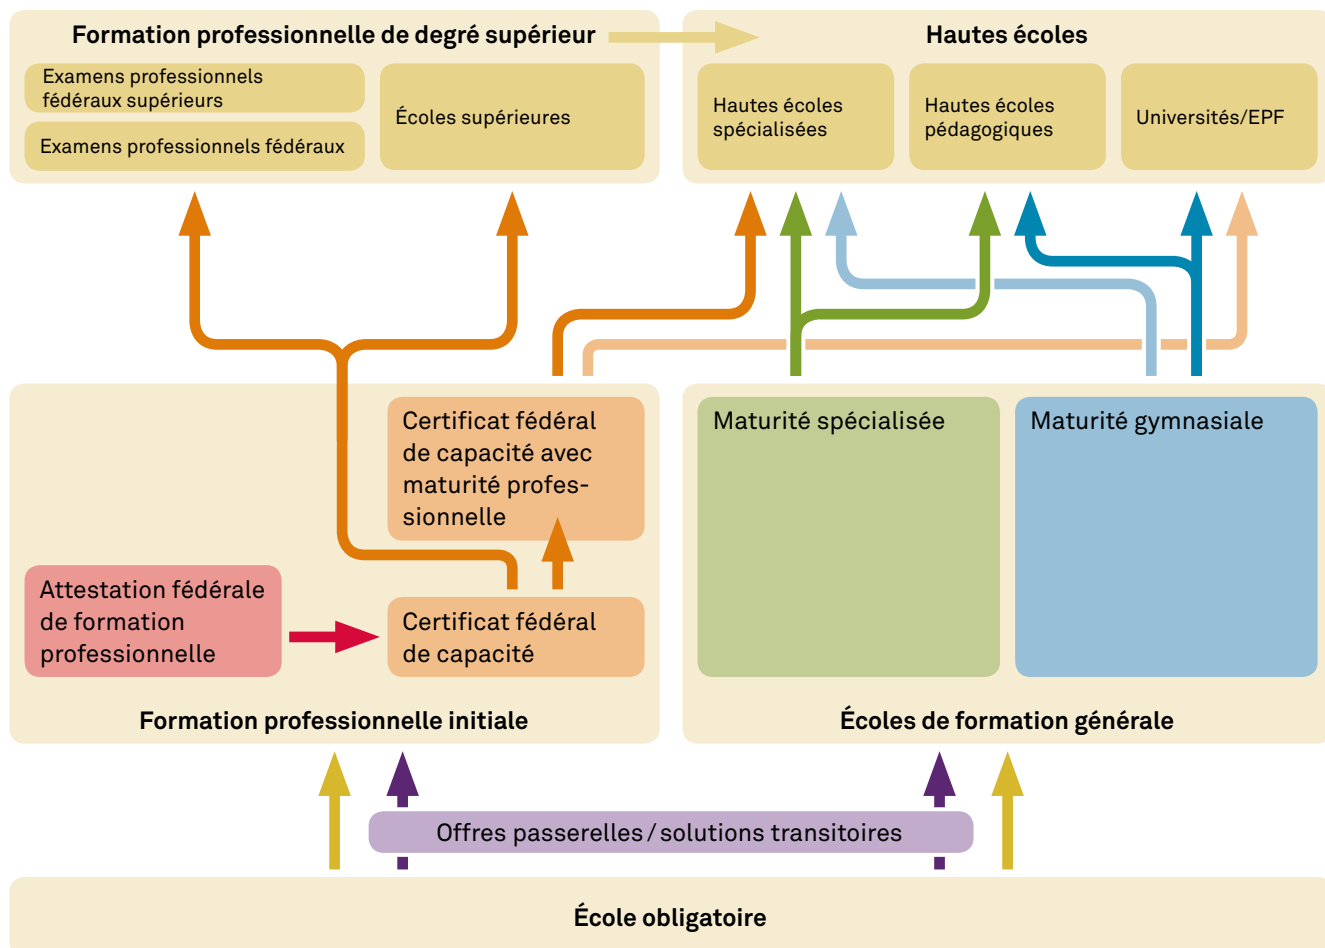 Formation professionnelle de degré supérieur
Hautes écoles
Examens professionnels
fédéraux supérieurs
Examens professionnels fédéraux
Écoles supérieures
Hautes écoles
spécialisées
Hautes écoles
pédagogiques
Universités/EPF
Certificat fédéral
de capacité avec
maturité profes-
sionnelle
Attestation fédérale
de formation
professionnelle
Certificat fédéral
de capacité
Formation professionnelle initiale
Maturité spécialisée
Maturité gymnasiale
Écoles de formation générale
Offres passerelles / solutions transitoires
École obligatoire